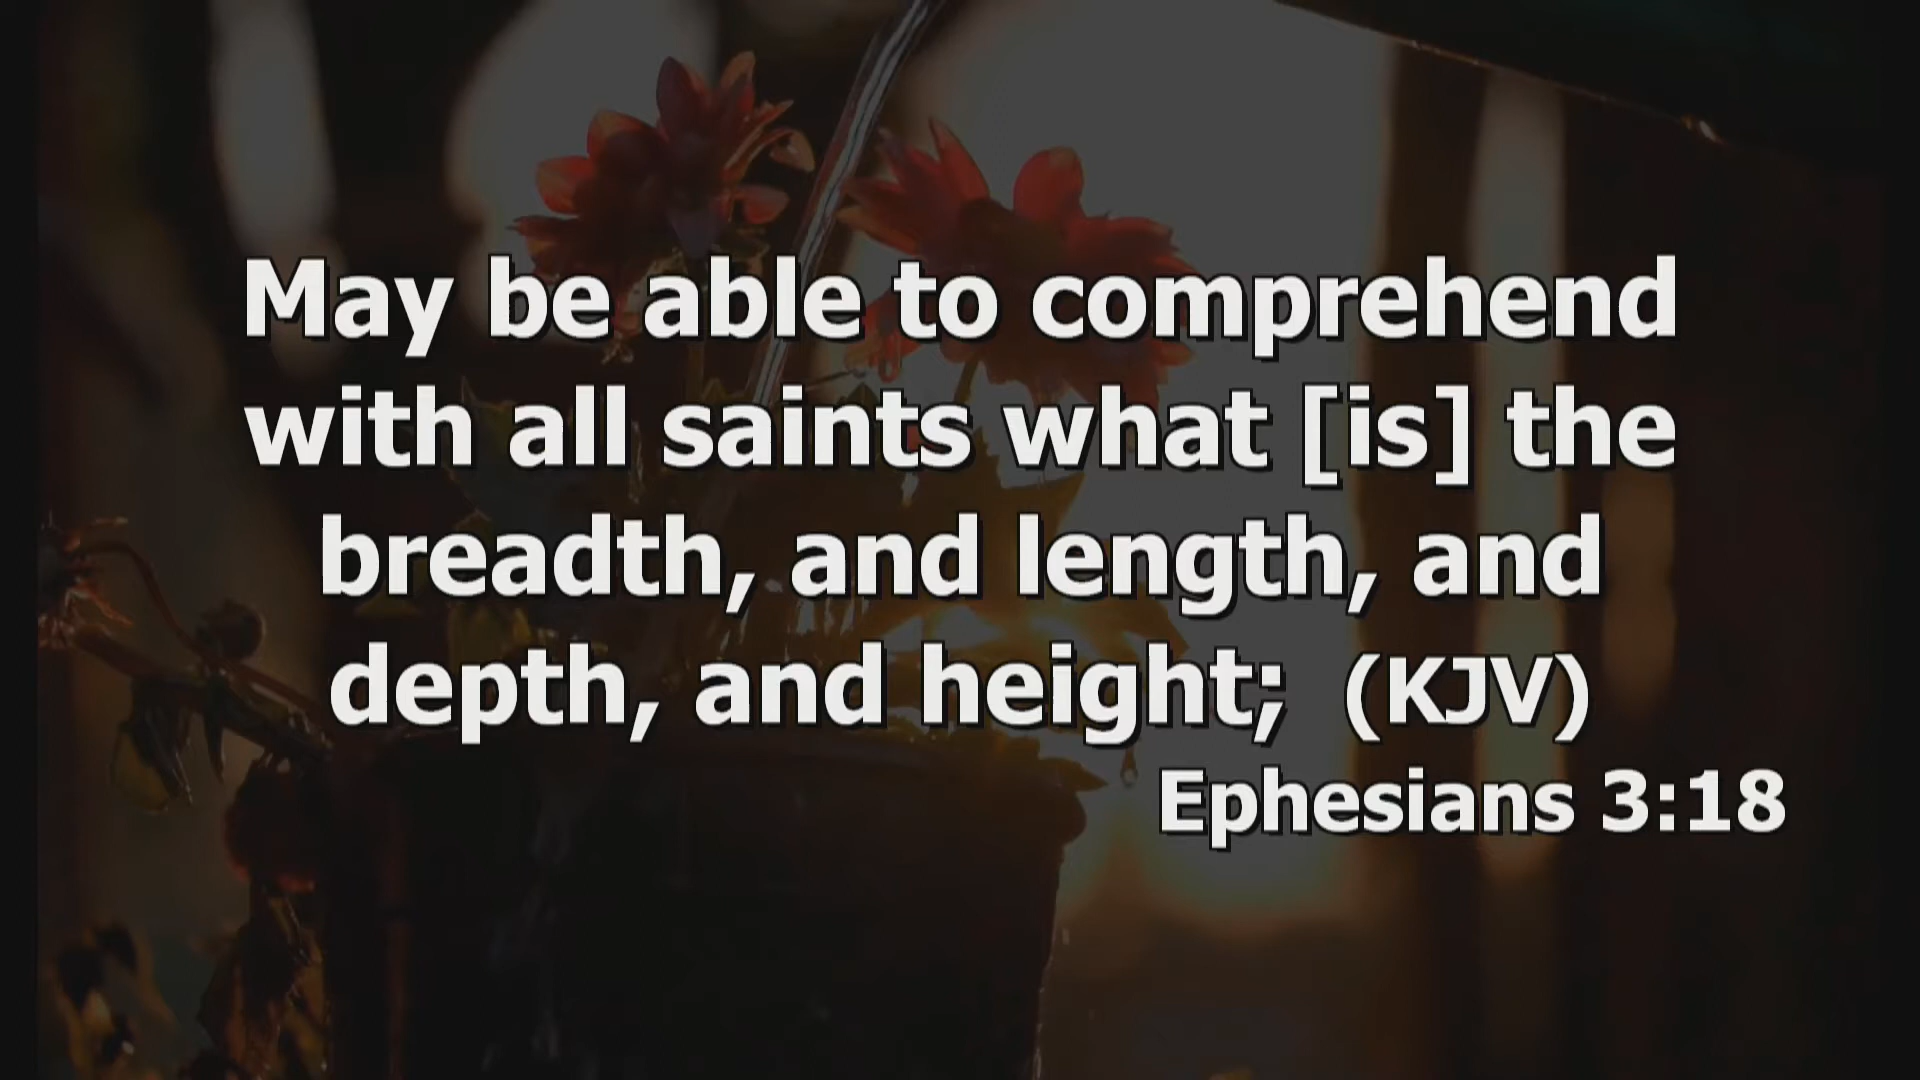 May be able to comprehend
with all saints what [is] the
breadth, and length, and
depth, and height;  (KJV)
Ephesians 3:18